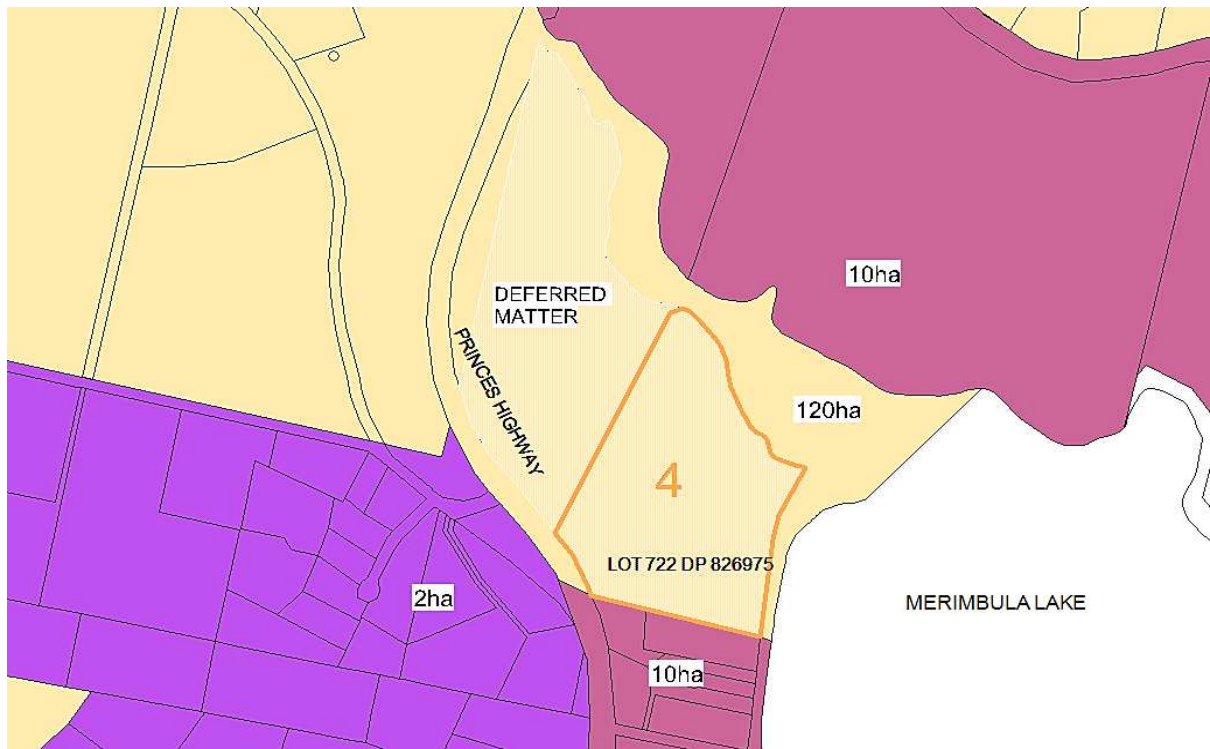 10ha
DEFERRED
MATTER
PRINCES HIGHWAY
120ha
4
LOT 722 DP 826975
2ha
MERIMBULA LAKE
10ha